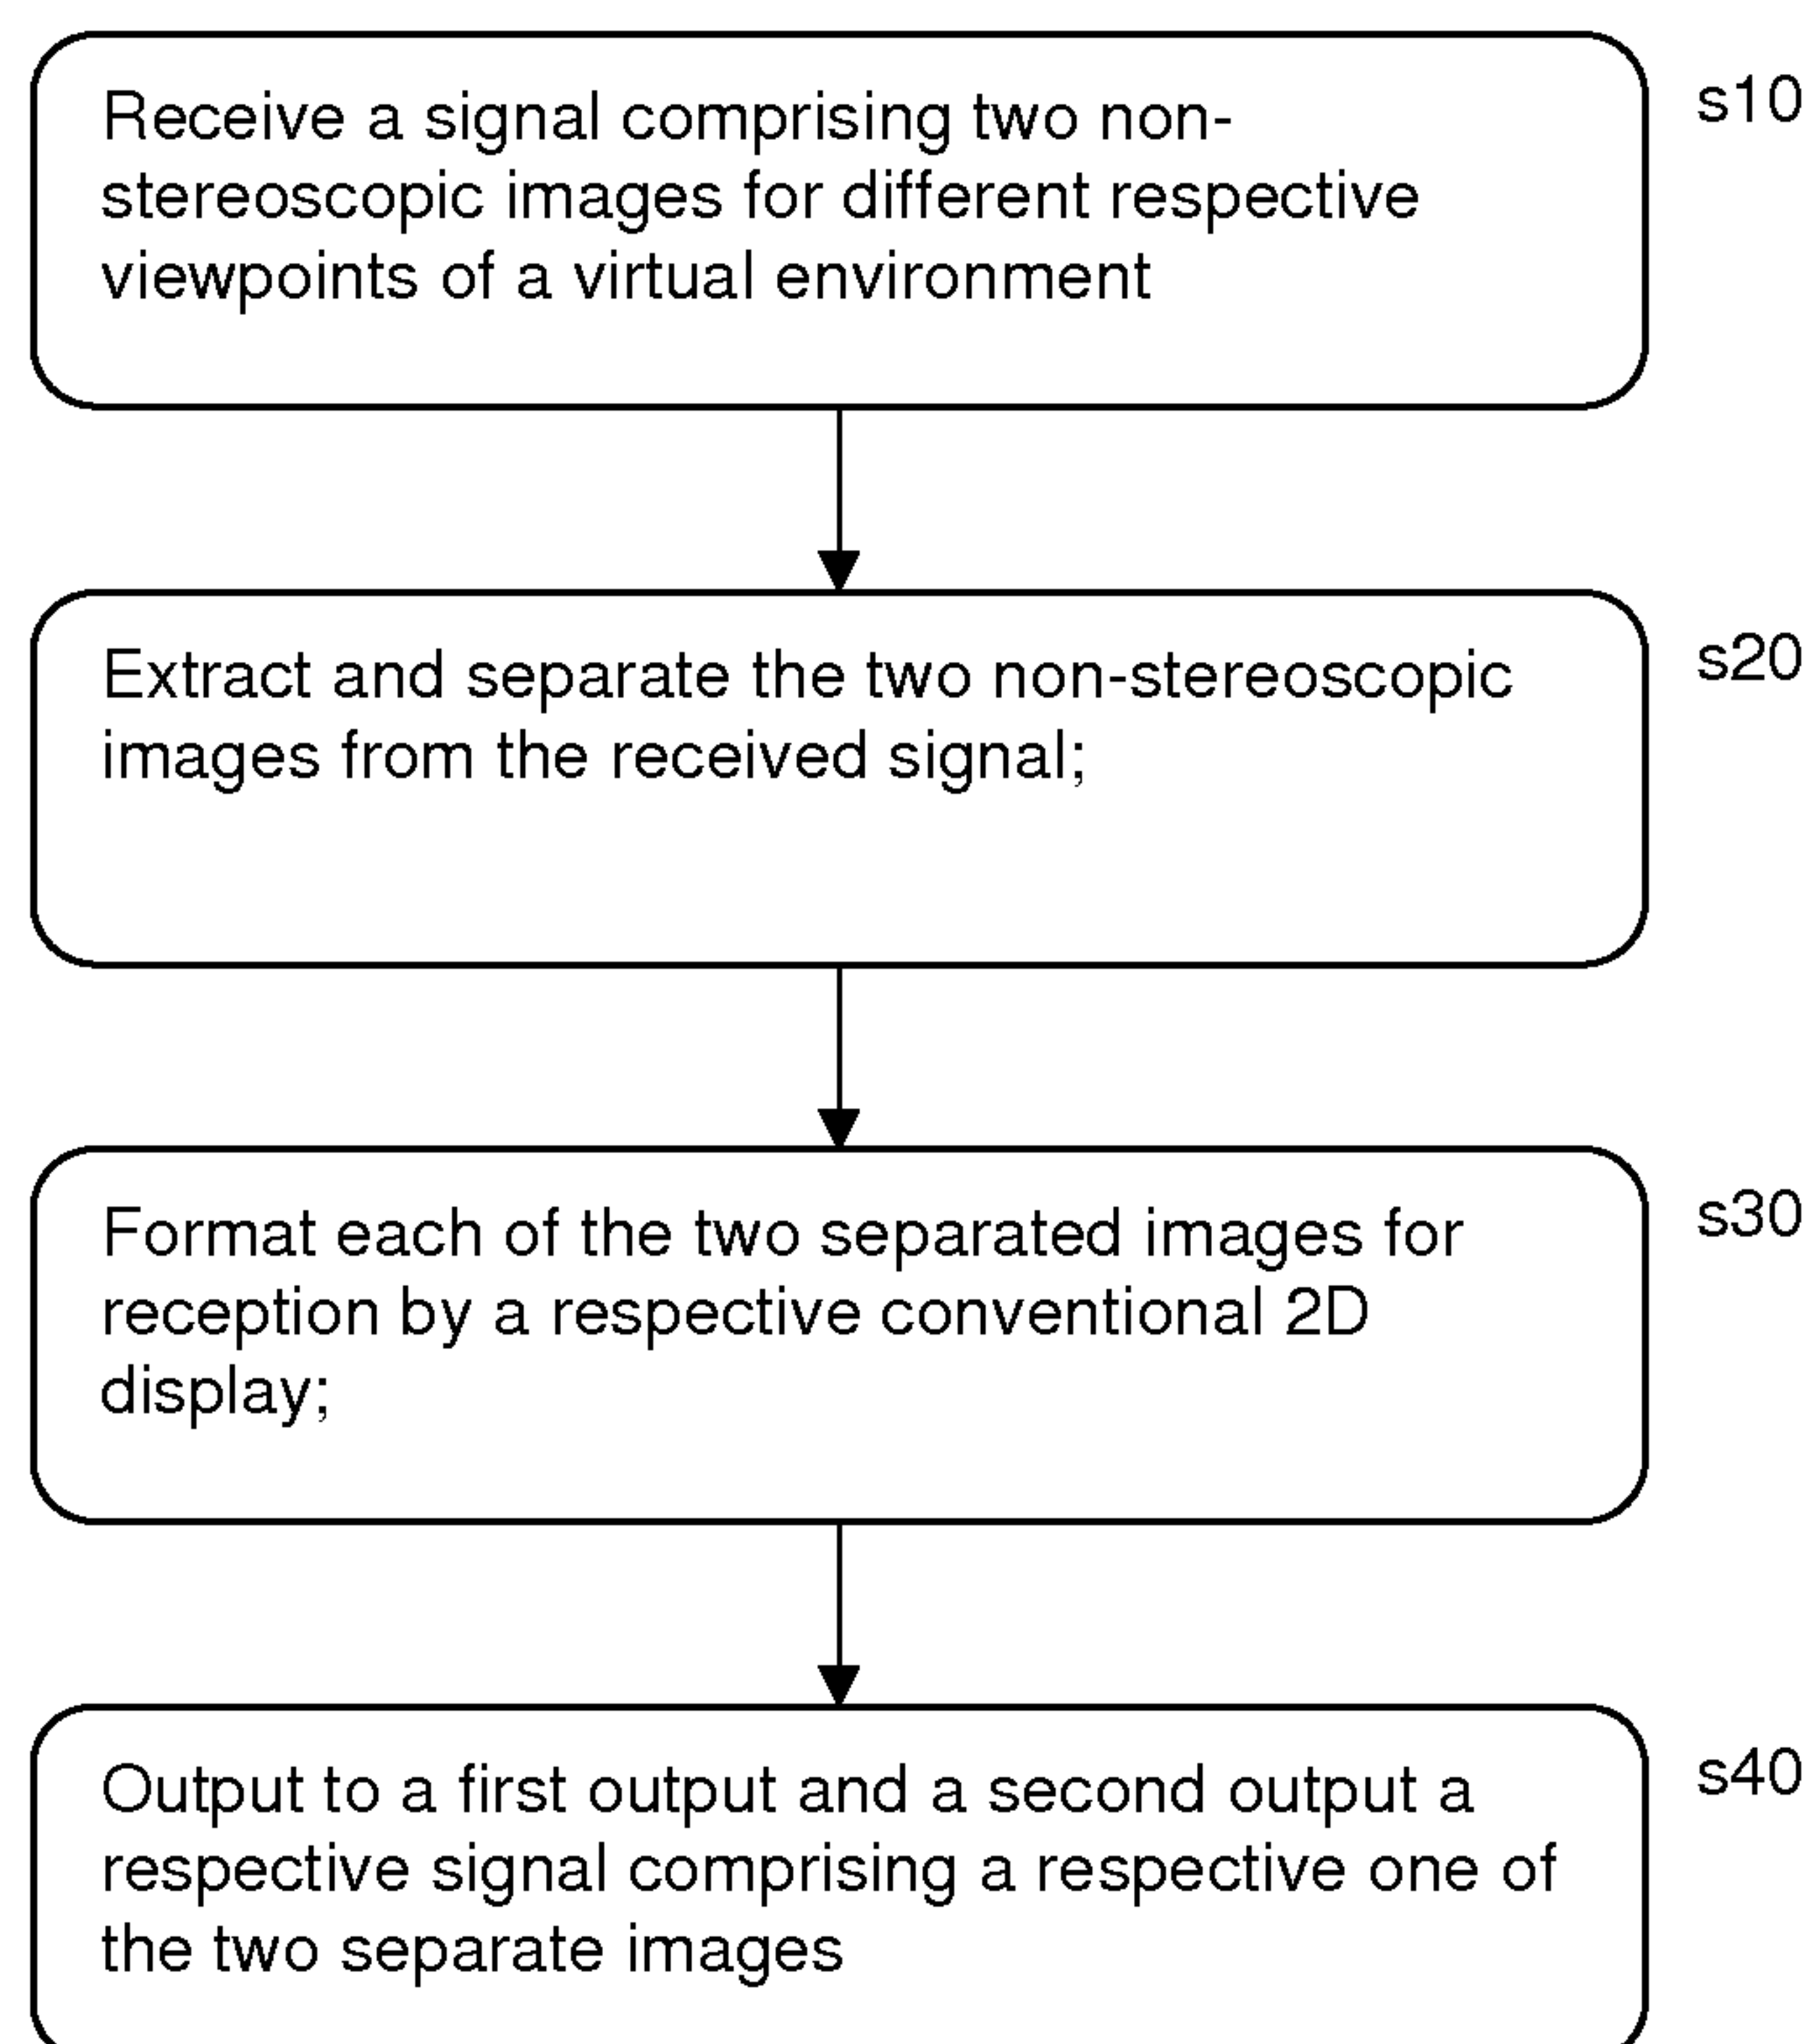 Receive a signal comprising two non-
stereoscopic images for different respective
viewpoints of a virtual environment
s10
Extract and separate the two non-stereoscopic
images from the received signal;
s20
Format each of the two separated images for
reception by a respective conventional 2D
display;
s30
Output to a first output and a second output a
respective signal comprising a respective one of
the two separate images
s40